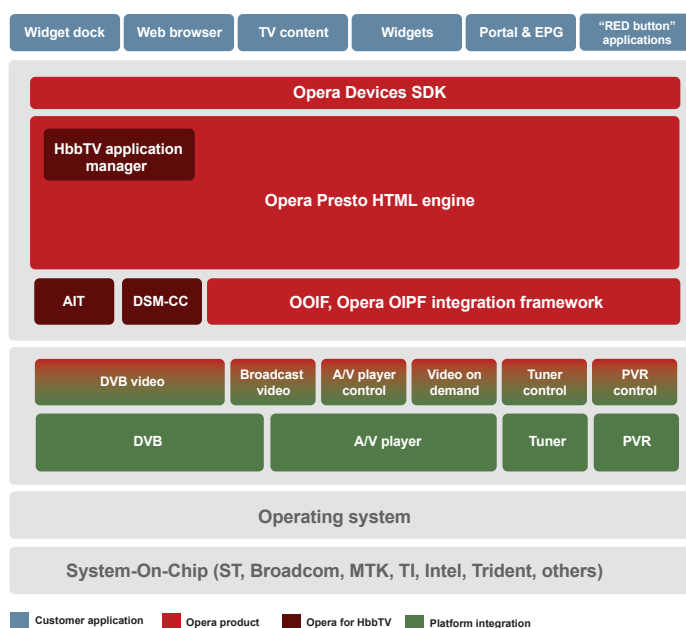 Widget dock
Web browser
TV content
Widgets
Portal & EPG
“RED button”
applications
Opera Devices SDK
HbbTV application
manager
Opera Presto HTML engine
AIT
DSM-CC
OOIF, Opera OIPF integration framework
DVB video
Broadcast
video
A/V player
control
Video on
demand
Tuner
control
PVR
control
DVB
A/V player
Tuner
PVR
Operating system
System-On-Chip (ST, Broadcom, MTK, TI, Intel, Trident, others)
Customer application
Opera product
Opera for HbbTV
Platform integration